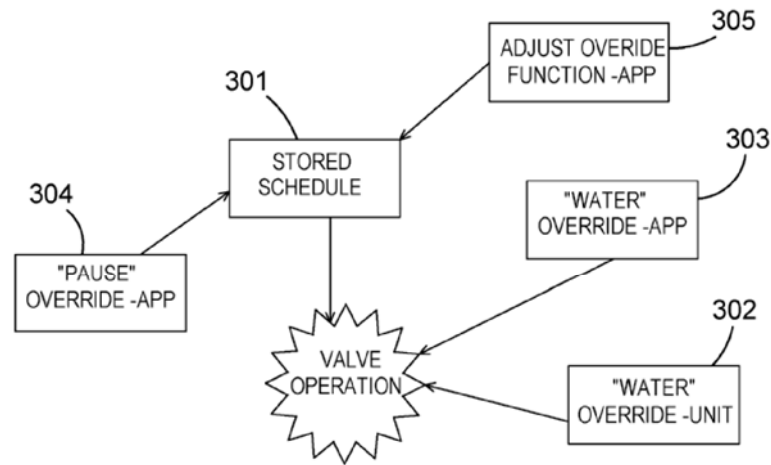 305
ADJUST OVERIDE
FUNCTION -APP
301
STORED
SCHEDULE
303
"WATER"
OVERRIDE -APP
304
"PAUSE"
OVERRIDE -APP
302
VALVE
OPERATION
"WATER"
OVERRIDE -UNIT